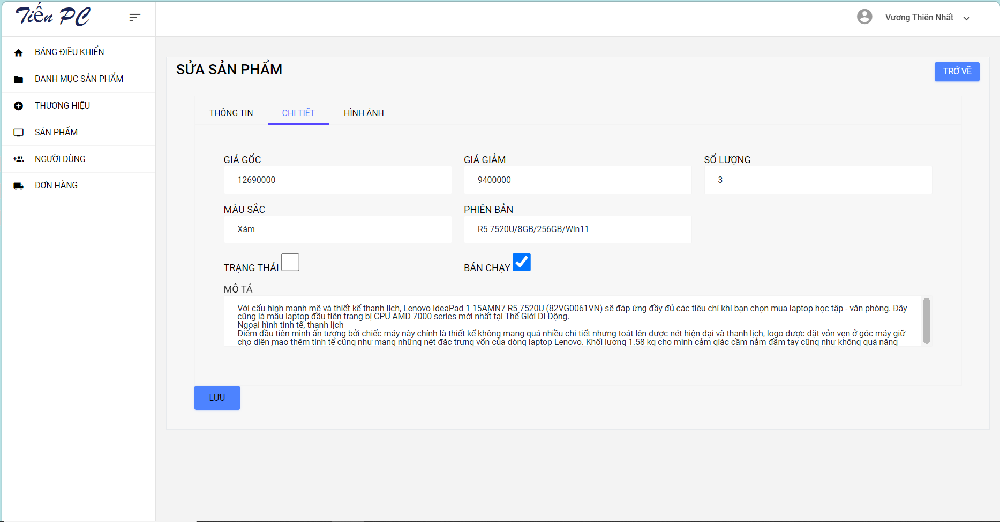 Tiến PC
Vương Thiên Nhất
BẢNG ĐIỀU KHIỂN
DANH MỤC SẢN PHẨM
THƯƠNG HIỆU
SẢN PHẨM
NGƯỜI DÙNG
ĐƠN HÀNG
SỬA SẢN PHẨM
TRỞ VỀ
THÔNG TIN
CHI TIẾT
HÌNH ẢNH
GIÁ GỐC
GIÁ GIẢM
SỐ LƯỢNG
12690000
9400000
3
MÀU SẮC
PHIÊN BẢN
Xám
R5 7520U/8GB/256GB/Win11
TRẠNG THÁI
BÁN CHẠY
MÔ TẢ
Với cấu hình mạnh mẽ và thiết kế thanh lịch, Lenovo IdeaPad 1 15AMN7 R5 7520U (82VG0061VN) sẽ đáp ứng đầy đủ các tiêu chí khi bạn chọn mua laptop học tập - văn phòng. Đây
cũng là mẫu laptop đầu tiên trang bị CPU AMD 7000 series mới nhất tại Thế Giới Di Động.
Ngoại hình tinh tế, thanh lịch
Điểm đầu tiên mình ấn tượng bởi chiếc máy này chính là thiết kế không mang quá nhiều chi tiết nhưng toát lên được nét hiện đại và thanh lịch, logo được đặt vỏn vẹn ở góc máy giữ
cho diện mạo thêm tinh tế cũng như mang những nét đặc trưng vốn của dòng laptop Lenovo. Khối lượng 1.58 kg cho mình cảm giác cầm nắm đầm tay cũng như không quá nặng
LƯU